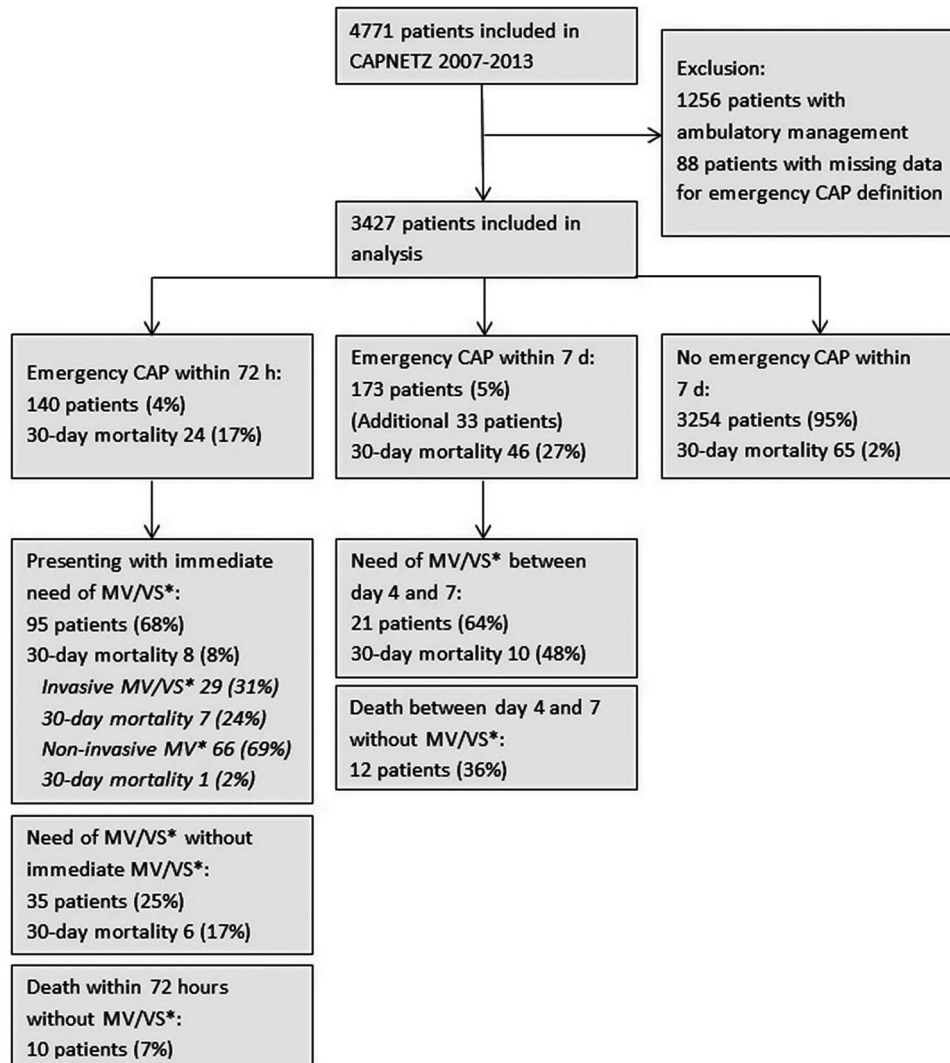 4771 patients included in
CAPNETZ 2007-2013
Exclusion:
1256 patients with
ambulatory management
88 patients with missing data
for emergency CAP definition
3427 patients included in
analysis
Emergency CAP within 72 h:
140 patients (4%)
30-day mortality 24 (17%)
Emergency CAP within 7 d:
173 patients (5%)
(Additional 33 patients)
30-day mortality 46 (27%)
No emergency CAP within
7 d:
3254 patients (95%)
30-day mortality 65 (2%)
Presenting with immediate
need of MV/VS*:
95 patients (68%)
30-day mortality 8 (8%)
Invasive MV/VS* 29 (31%)
30-day mortality 7 (24%)
Non-invasive MV* 66 (69%)
30-day mortality 1 (2%)
Need of MV/VS* without
immediate MV/VS*:
35 patients (25%)
30-day mortality 6 (17%)
Death within 72 hours
without MV/VS*:
10 patients (7%)
Need of MV/VS* between
day 4 and 7:
21 patients (64%)
30-day mortality 10 (48%)
Death between day 4 and 7
without MV/VS*:
12 patients (36%)